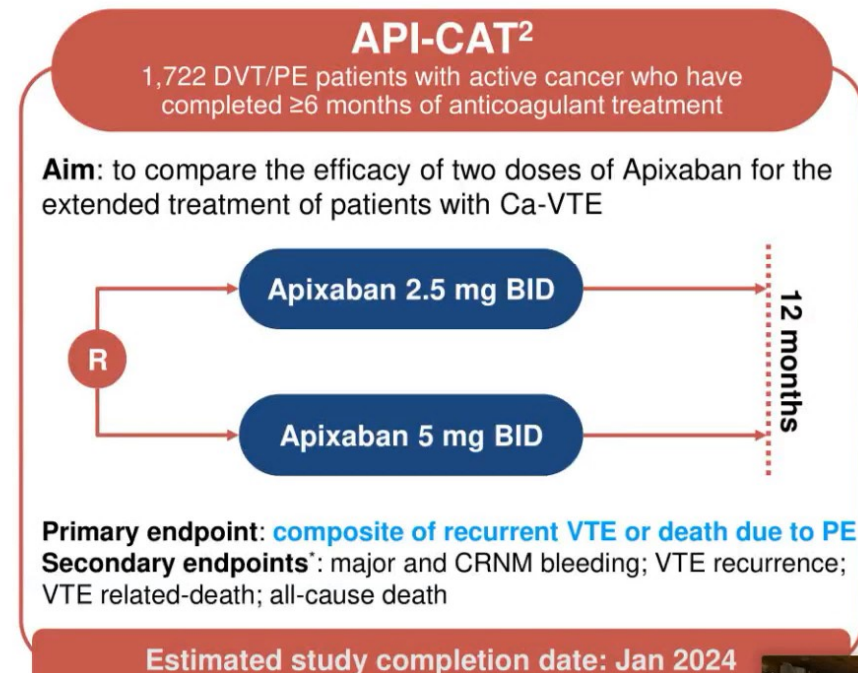 API-CAT²
1,722 DVT/PE patients with active cancer who have
completed ≥6 months of anticoagulant treatment
Aim: to compare the efficacy of two doses of Apixaban for the
extended treatment of patients with Ca-VTE
Apixaban 2.5 mg BID
R
12 months
Apixaban 5 mg BID
Primary endpoint: composite of recurrent VTE or death due to PE
Secondary endpoints*: major and CRNM bleeding; VTE recurrence;
VTE related-death; all-cause death
Estimated study completion date: Jan 2024